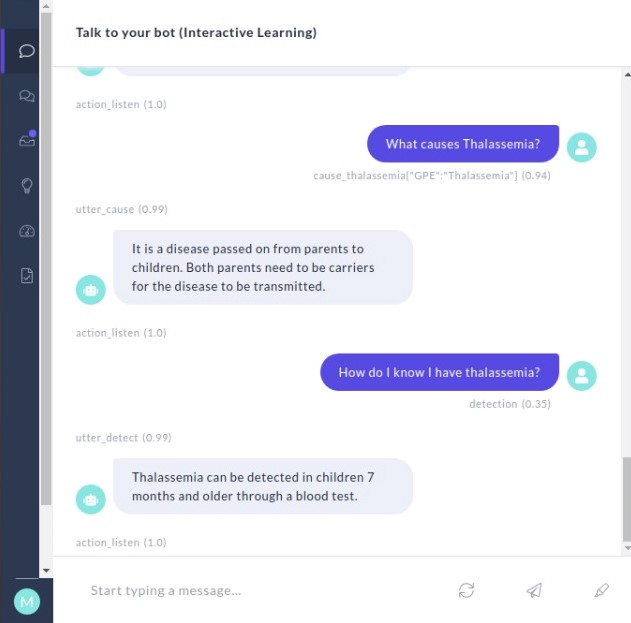 Talk to your bot (Interactive Learning)
action_listen (1.0)
What causes Thalassemia?
cause_thalassemia{"GPE":"Thalassemia"} (0.94)
utter_cause (0.99)
It is a disease passed on from parents to
children. Both parents need to be carriers
for the disease to be transmitted.
action_listen (1.0)
How do I know I have thalassemia?
detection (0.35)
utter_detect (0.99)
Thalassemia can be detected in children 7
months and older through a blood test.
action_listen (1.0)
Start typing a message...
M